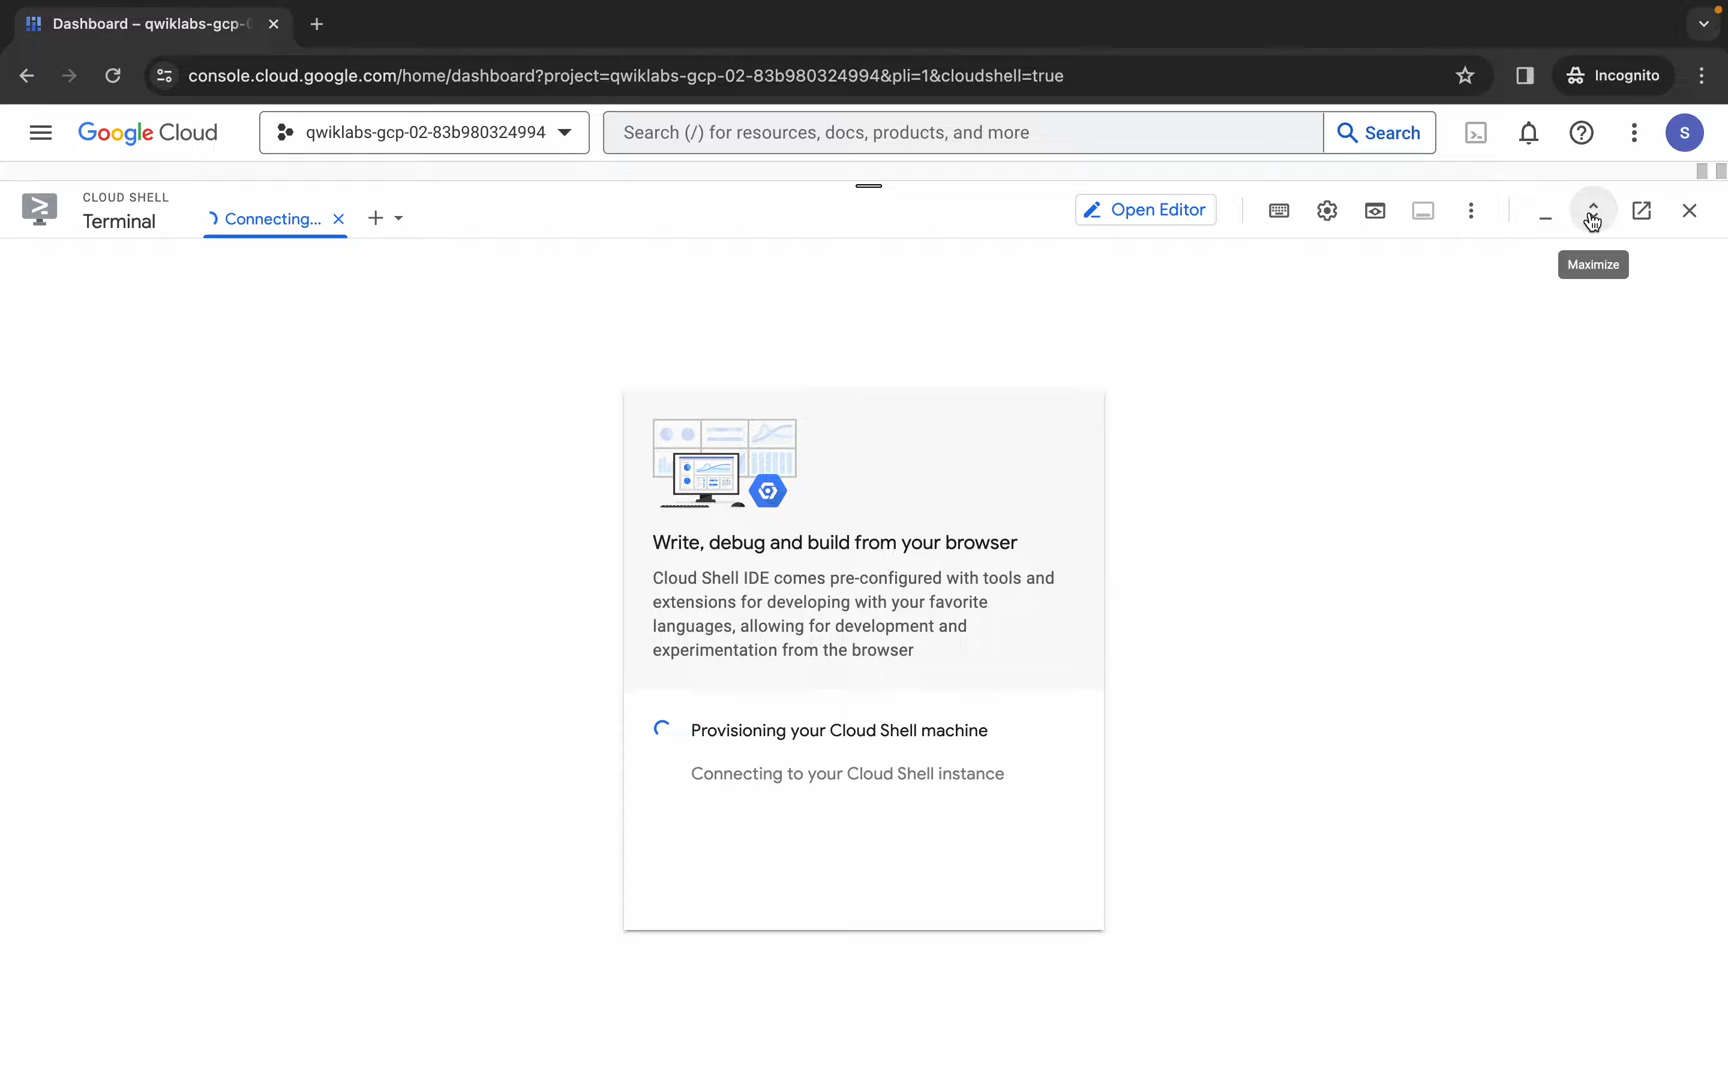 Dashboard – qwiklabs-gcp-
console.cloud.google.com/home/dashboard?project=qwiklabs-gcp-02-83b980324994&pli=1&cloudshell=true
Incognito
Google Cloud
qwiklabs-gcp-02-83b980324994
Search (/) for resources, docs, products, and more
Search
S
CLOUD SHELL
Terminal
Connecting...
Open Editor
Maximize
Write, debug and build from your browser
Cloud Shell IDE comes pre-configured with tools and
extensions for developing with your favorite
languages, allowing for development and
experimentation from the browser
Provisioning your Cloud Shell machine
Connecting to your Cloud Shell instance